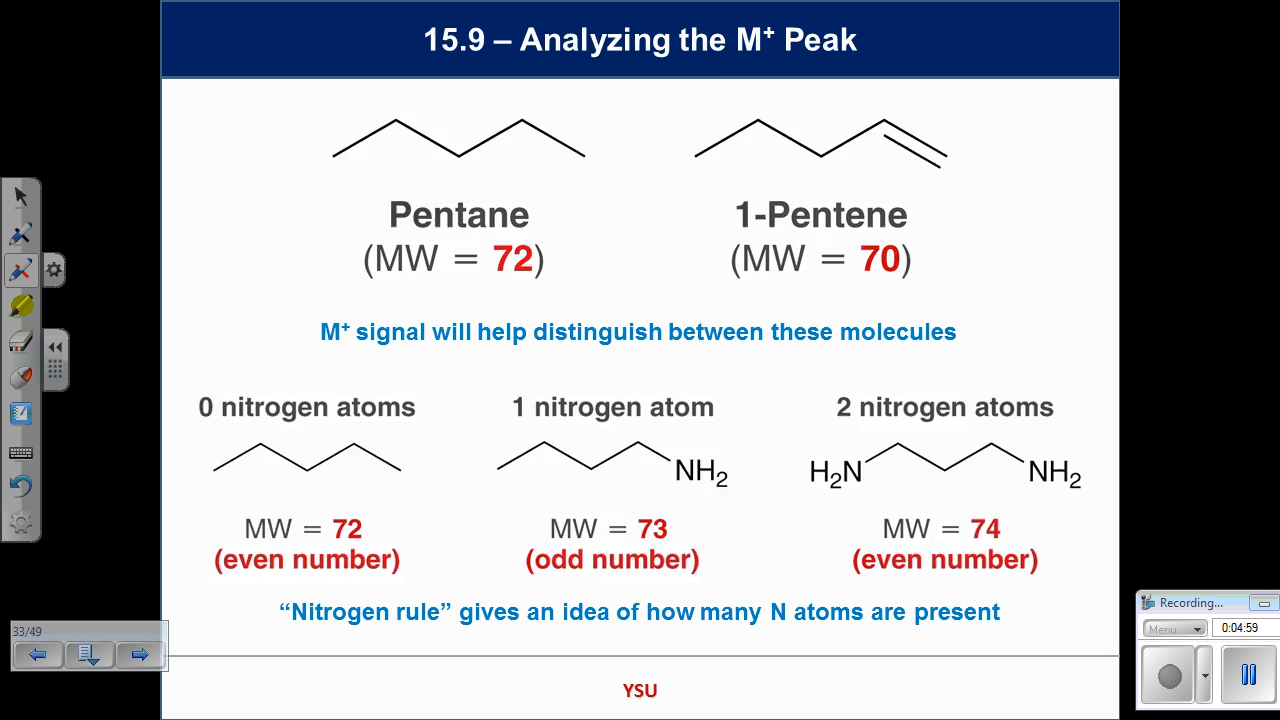 15.9 – Analyzing the M⁺ Peak
Pentane
(MW = 72)
1-Pentene
(MW = 70)
M⁺ signal will help distinguish between these molecules
0 nitrogen atoms
1 nitrogen atom
2 nitrogen atoms
NH₂
H₂N
NH₂
MW = 72
(even number)
MW = 73
(odd number)
MW = 74
(even number)
“Nitrogen rule” gives an idea of how many N atoms are present
33/49
YSU
Recording...
Menu
0:04:59